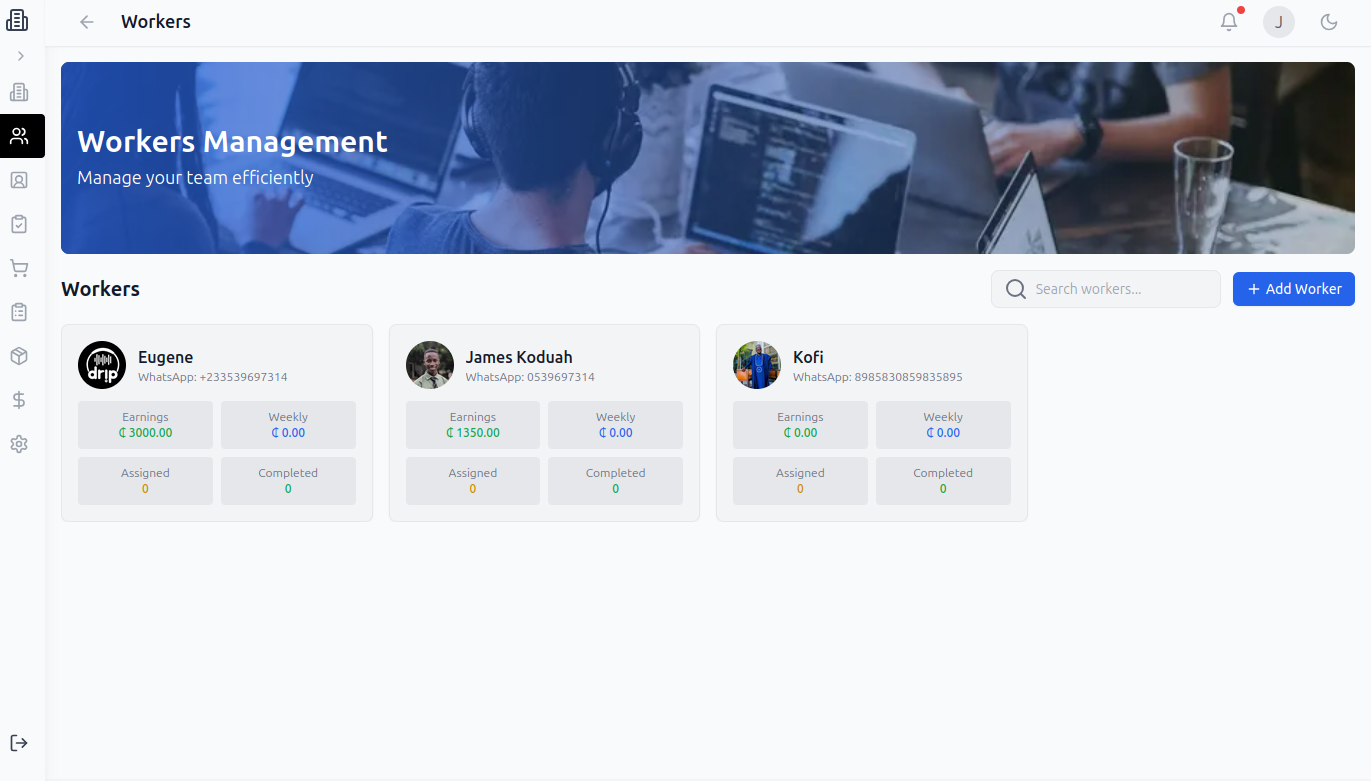 Workers
J
Workers Management
Manage your team efficiently
Workers
Search workers...
+ Add Worker
drip
Eugene
WhatsApp: +233539697314
Earnings
₵ 3000.00
Weekly
₵ 0.00
Assigned
0
Completed
0
James Koduah
WhatsApp: 0539697314
Earnings
₵ 1350.00
Weekly
₵ 0.00
Assigned
0
Completed
0
Kofi
WhatsApp: 8985830859835895
Earnings
₵ 0.00
Weekly
₵ 0.00
Assigned
0
Completed
0